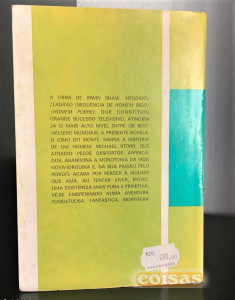 A OBRA DE IRWIN SHAW, MENDIGO/
/LADRÃO (SEQUÊNCIA DE HOMEM RICO,
/HOMEM POBRE), QUE CONSTITUIU
GRANDE SUCESSO TELEVISIVO, ATINGIRA
JÁ O MAIS ALTO NÍVEL ENTRE OS BEST-
-SELLERS MUNDIAIS. A PRESENTE NOVELA,
O CIMO DO MONTE, NARRA A HISTÓRIA
DE UM HOMEM, MICHAEL STORR, QUE
ATRAÍDO PELOS DESPORTOS ARRISCA-
DOS, ABANDONA A MONOTONIA DA VIDA
NOVA-IORQUINA E, NA SUA PAIXÃO PELO
PERIGO, ACABA POR PERDER A MULHER
QUE AMA. AO TENTAR VIVER, ENTÃO,
UMA EXISTÊNCIA MAIS PURA E PRIMITIVA,
VÊ-SE EMBRENHADO NUMA AVENTURA
TUMULTUOSA, FANTÁSTICA, MONTANHA
coisas